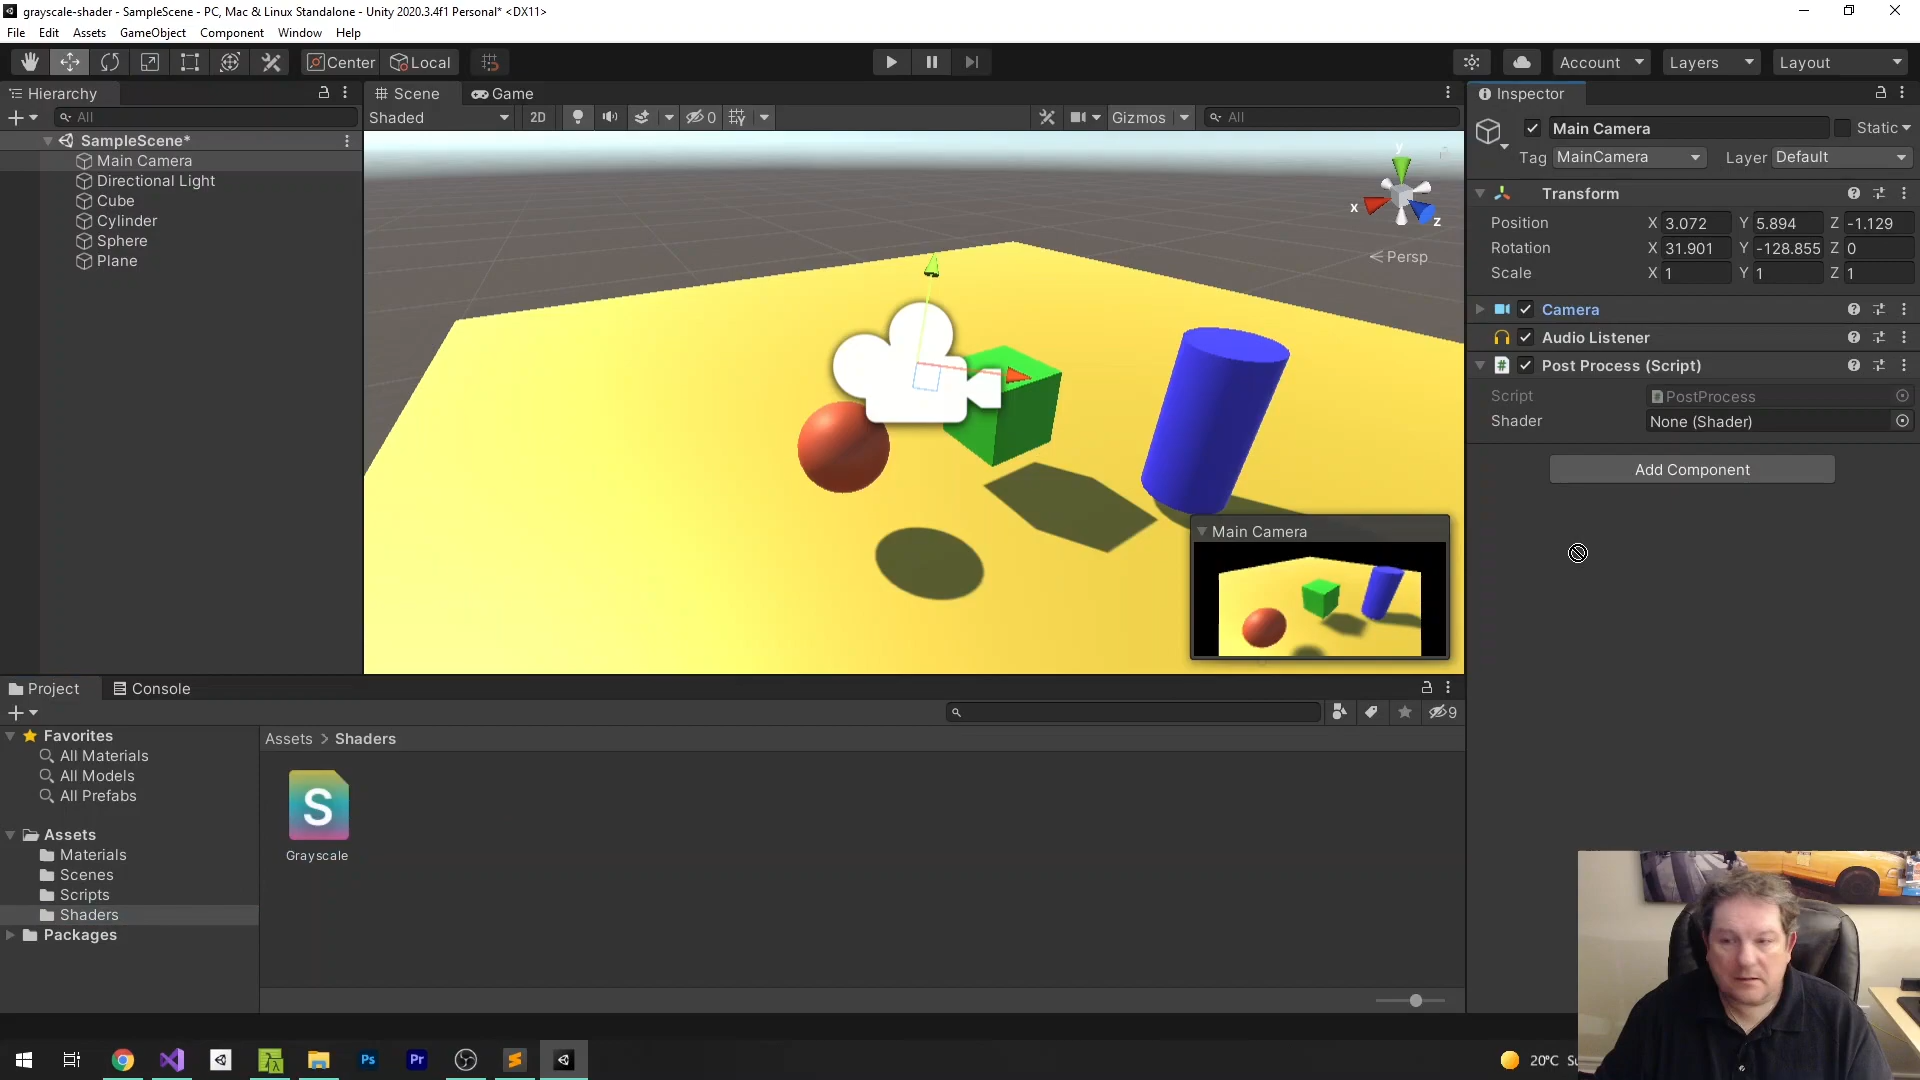 grayscale-shader - SampleScene - PC, Mac & Linux Standalone - Unity 2020.3.4f1 Personal* <DX11>
File Edit Assets GameObject Component Window Help
Center Local Account Layers Layout
Hierarchy
All
SampleScene*
Main Camera
Directional Light
Cube
Cylinder
Sphere
Plane
Scene Game
Shaded 2D 0 Gizmos All
y
x
z
Persp
Main Camera
Inspector
Main Camera Static
Tag MainCamera Layer Default
Transform
Position X 3.072 Y 5.894 Z -1.129
Rotation X 31.901 Y -128.855 Z 0
Scale X 1 Y 1 Z 1
Camera
Audio Listener
# Post Process (Script)
Script PostProcess
Shader None (Shader)
Add Component
Project Console
9
Favorites
All Materials
All Models
All Prefabs
Assets
Materials
Scenes
Scripts
Shaders
Packages
Assets > Shaders
S
Grayscale
Ps Pr
20°C